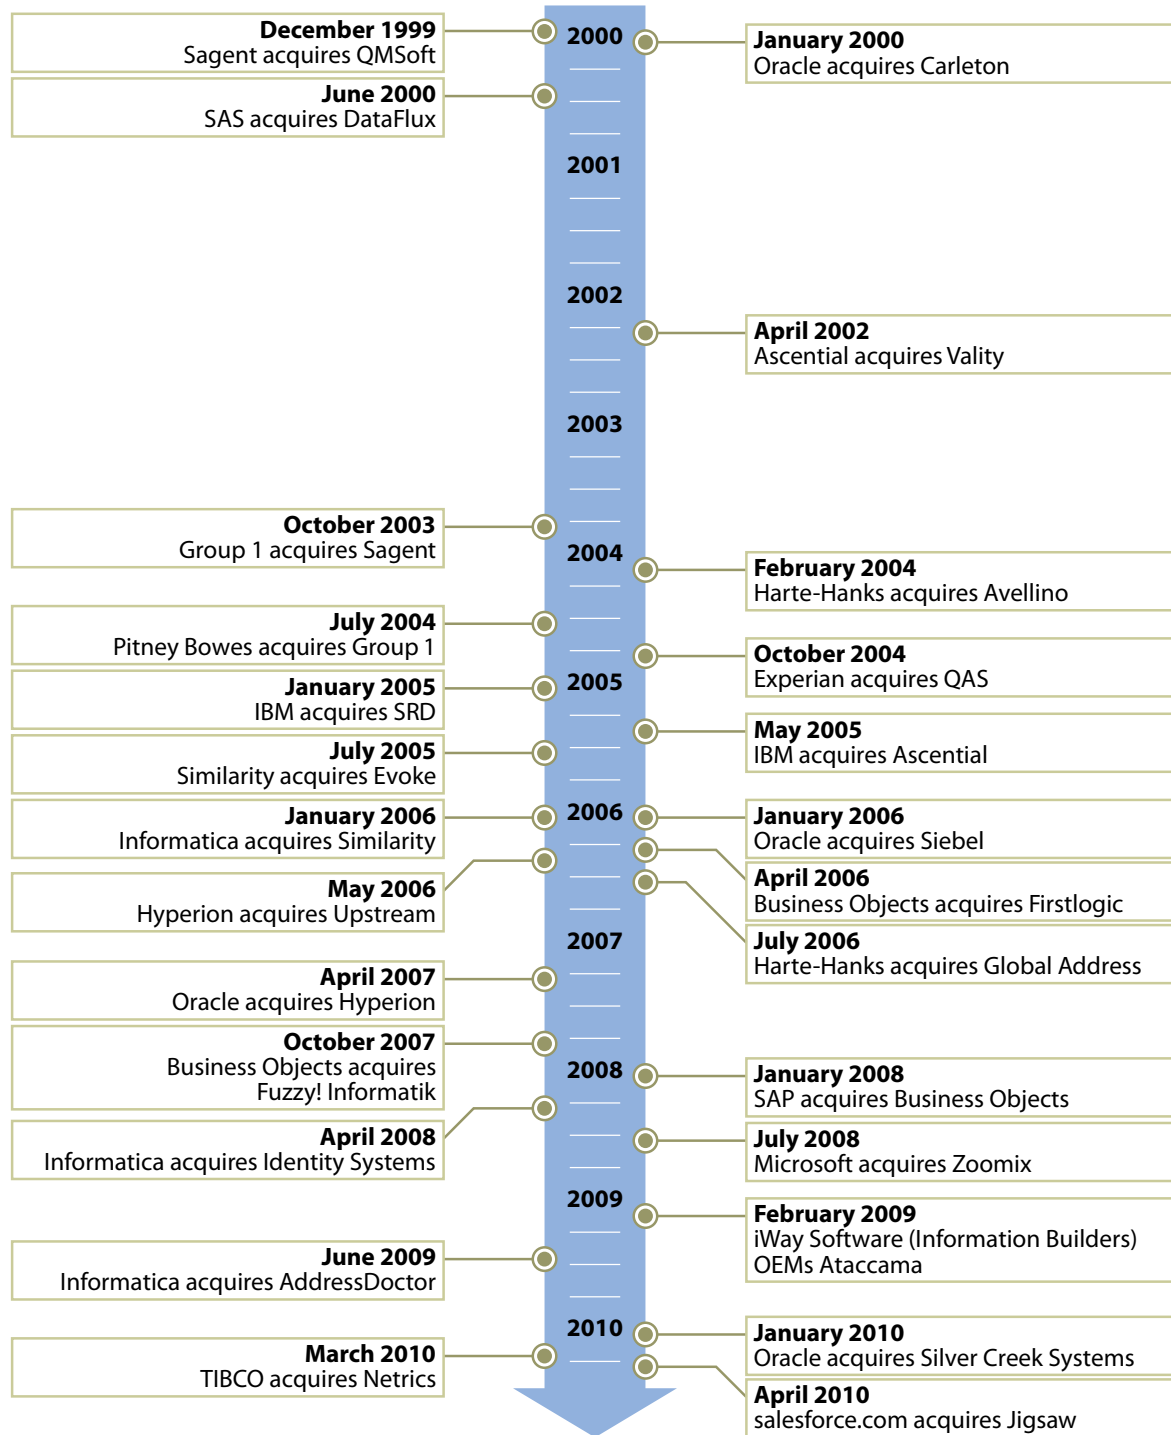 December 1999
Sagent acquires QMSoft
2000
January 2000
Oracle acquires Carleton
June 2000
SAS acquires DataFlux
2001
2002
April 2002
Ascential acquires Vality
2003
October 2003
Group 1 acquires Sagent
2004
February 2004
Harte-Hanks acquires Avellino
July 2004
Pitney Bowes acquires Group 1
October 2004
Experian acquires QAS
January 2005
IBM acquires SRD
2005
May 2005
IBM acquires Ascential
July 2005
Similarity acquires Evoke
January 2006
Informatica acquires Similarity
2006
January 2006
Oracle acquires Siebel
April 2006
Business Objects acquires Firstlogic
May 2006
Hyperion acquires Upstream
July 2006
Harte-Hanks acquires Global Address
2007
April 2007
Oracle acquires Hyperion
October 2007
Business Objects acquires
Fuzzy! Informatik
2008
January 2008
SAP acquires Business Objects
April 2008
Informatica acquires Identity Systems
July 2008
Microsoft acquires Zoomix
2009
February 2009
iWay Software (Information Builders)
OEMs Ataccama
June 2009
Informatica acquires AddressDoctor
2010
January 2010
Oracle acquires Silver Creek Systems
March 2010
TIBCO acquires Netrics
April 2010
salesforce.com acquires Jigsaw